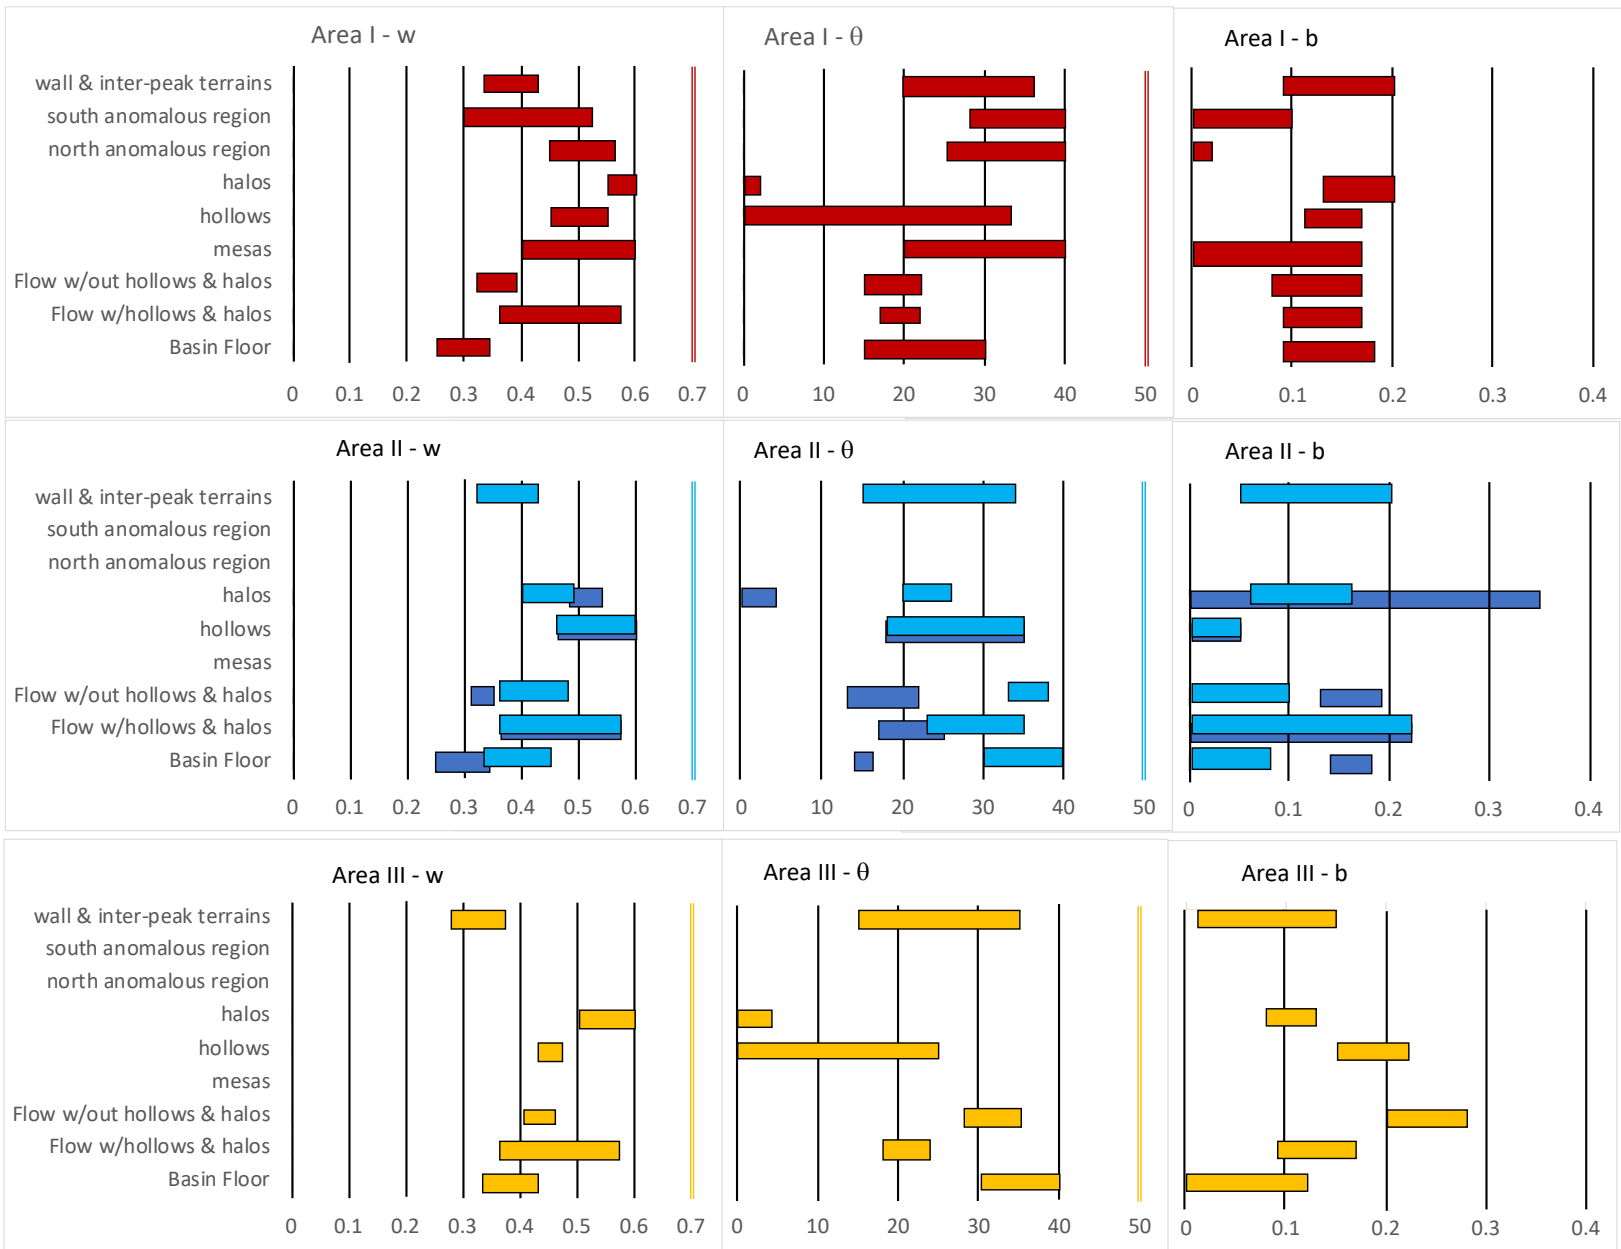 Area I - w
Area I - θ
Area I - b
wall & inter-peak terrains
south anomalous region
north anomalous region
halos
hollows
mesas
Flow w/out hollows & halos
Flow w/hollows & halos
Basin Floor
0 0.1 0.2 0.3 0.4 0.5 0.6 0.7
0 10 20 30 40 50
0 0.1 0.2 0.3 0.4
Area II - w
Area II - θ
Area II - b
wall & inter-peak terrains
south anomalous region
north anomalous region
halos
hollows
mesas
Flow w/out hollows & halos
Flow w/hollows & halos
Basin Floor
0 0.1 0.2 0.3 0.4 0.5 0.6 0.7
0 10 20 30 40 50
0 0.1 0.2 0.3 0.4
Area III - w
Area III - θ
Area III - b
wall & inter-peak terrains
south anomalous region
north anomalous region
halos
hollows
mesas
Flow w/out hollows & halos
Flow w/hollows & halos
Basin Floor
0 0.1 0.2 0.3 0.4 0.5 0.6 0.7
0 10 20 30 40 50
0 0.1 0.2 0.3 0.4